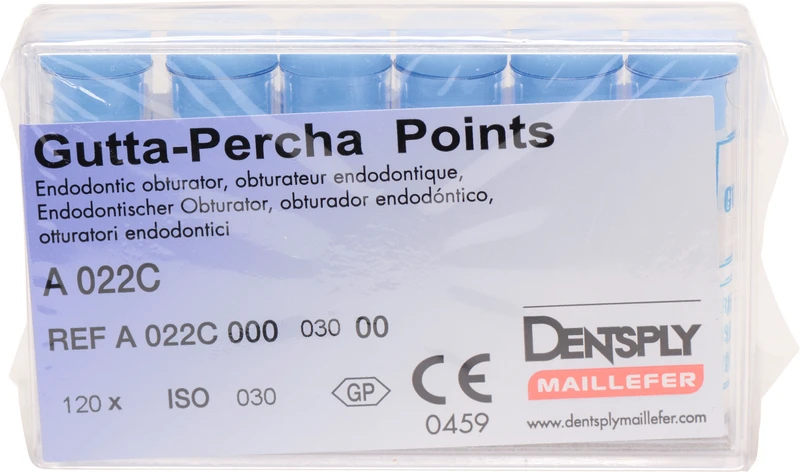 Gutta-Percha Points
Endodontic obturator, obturateur endodontique,
Endodontischer Obturator, obturador endodóntico,
otturatori endodontici
A 022C
REF A 022C 000 030 00
120 x ISO 030 GP
CE
0459
DENTSPLY
MAILLEFER
www.dentsplymaillefer.com